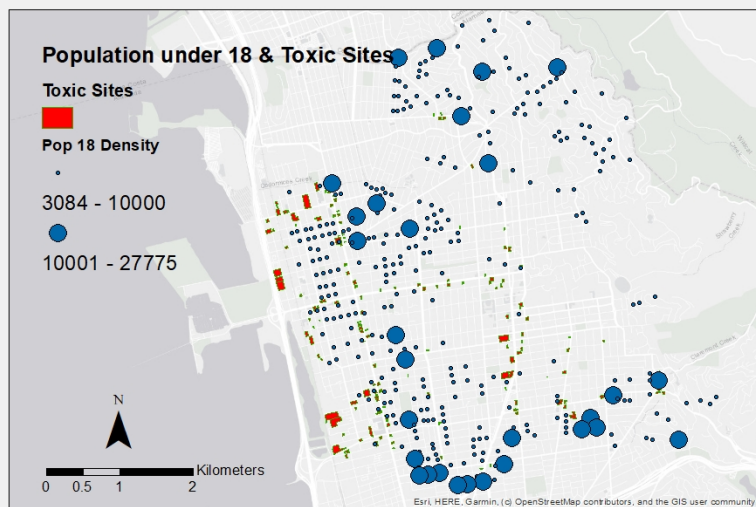 Population under 18 & Toxic Sites
Toxic Sites
Pop 18 Density
3084 - 10000
10001 - 27775
N
Kilometers
0 0.5 1 2
Esri, HERE, Garmin, (c) OpenStreetMap contributors, and the GIS user community